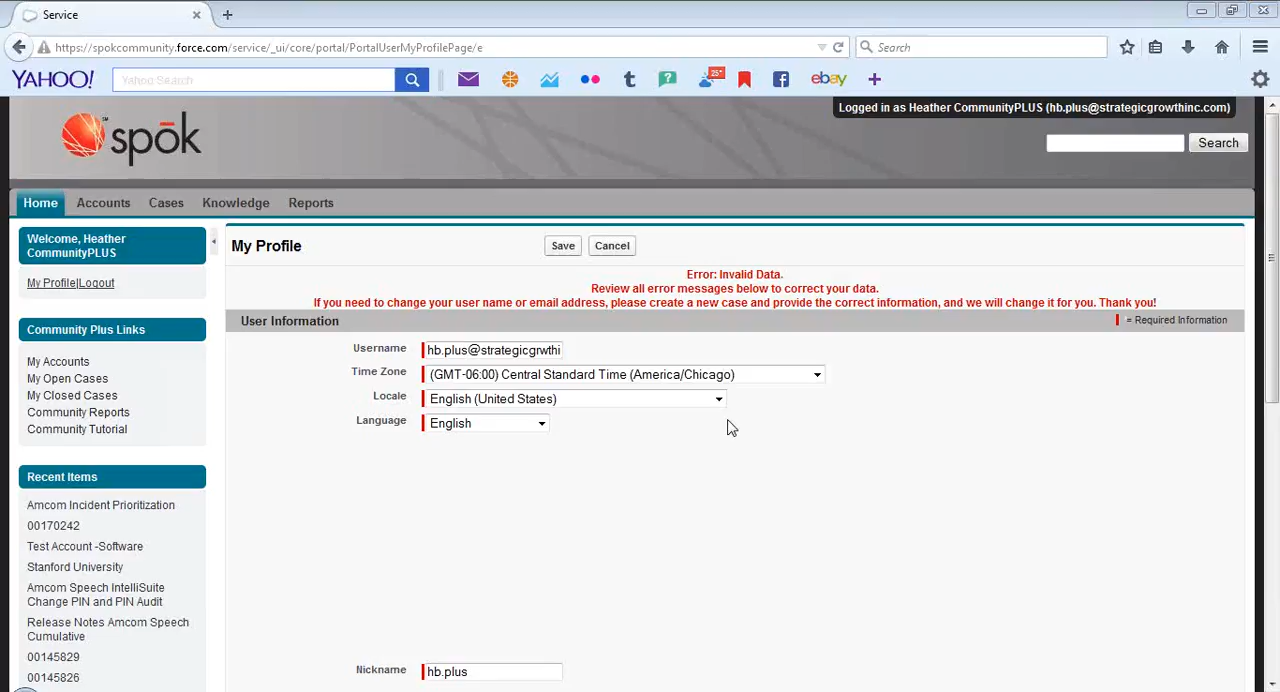 Service
https://spokcommunity.force.com/service/_ui/core/portal/PortalUserMyProfilePage/e
Search
YAHOO!
Yahoo Search
25+
ebay
Logged in as Heather CommunityPLUS (hb.plus@strategicgrowthinc.com)
spōk
Search
Home
Accounts
Cases
Knowledge
Reports
Welcome, Heather
CommunityPLUS
My Profile|Logout
Community Plus Links
My Accounts
My Open Cases
My Closed Cases
Community Reports
Community Tutorial
Recent Items
Amcom Incident Prioritization
00170242
Test Account -Software
Stanford University
Amcom Speech IntelliSuite
Change PIN and PIN Audit
Release Notes Amcom Speech
Cumulative
00145829
00145826
My Profile
Save
Cancel
Error: Invalid Data.
Review all error messages below to correct your data.
If you need to change your user name or email address, please create a new case and provide the correct information, and we will change it for you. Thank you!
User Information
= Required Information
Username
hb.plus@strategicgrwthi
Time Zone
(GMT-06:00) Central Standard Time (America/Chicago)
Locale
English (United States)
Language
English
Nickname
hb.plus